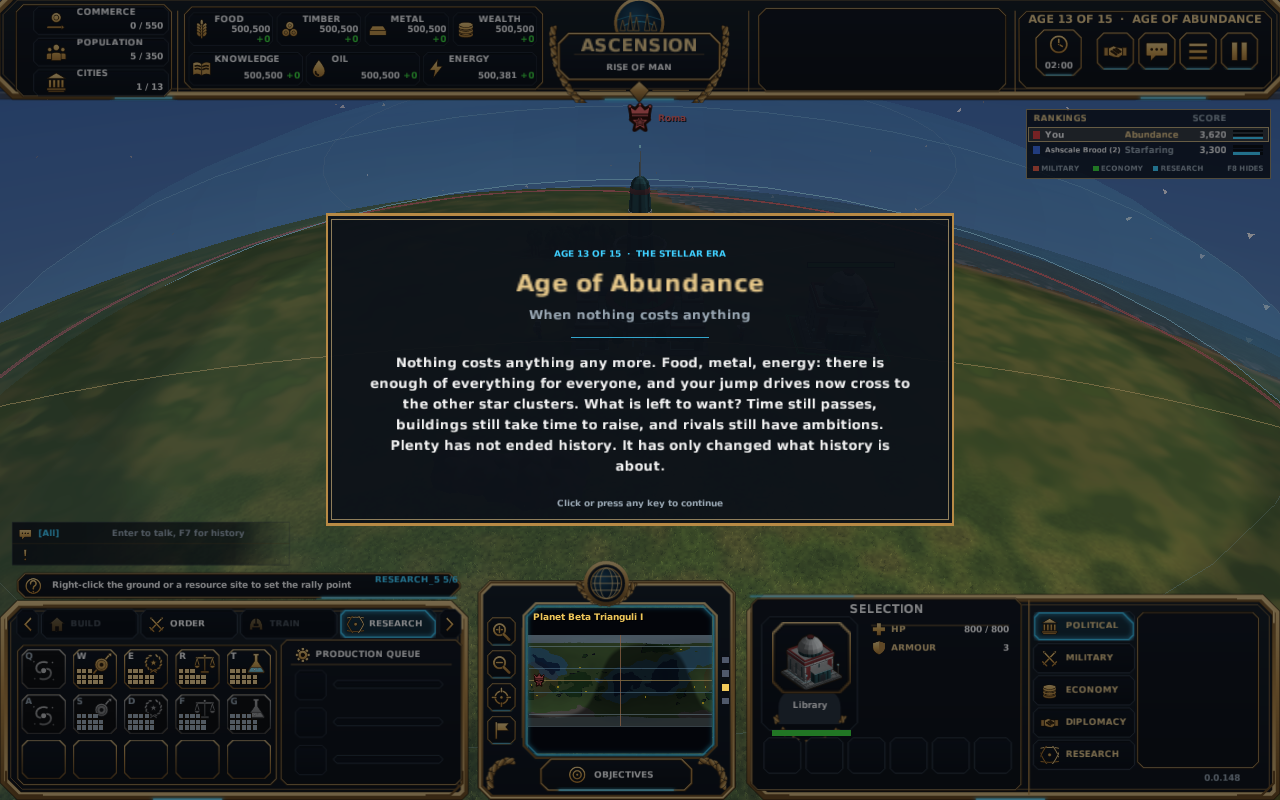 COMMERCE
0 / 550
POPULATION
5 / 350
CITIES
1 / 13
FOOD
500,500
+0
TIMBER
500,500
+0
METAL
500,500
+0
WEALTH
500,500
+0
KNOWLEDGE
500,500 +0
OIL
500,500 +0
ENERGY
500,381 +0
ASCENSION
RISE OF MAN
AGE 13 OF 15 · AGE OF ABUNDANCE
02:00
Roma
RANKINGS SCORE
You Abundance 3,620
Ashscale Brood (2) Starfaring 3,300
MILITARY ECONOMY RESEARCH F8 HIDES
AGE 13 OF 15 · THE STELLAR ERA
Age of Abundance
When nothing costs anything
Nothing costs anything any more. Food, metal, energy: there is
enough of everything for everyone, and your jump drives now cross to
the other star clusters. What is left to want? Time still passes,
buildings still take time to raise, and rivals still have ambitions.
Plenty has not ended history. It has only changed what history is
about.
Click or press any key to continue
[All] Enter to talk, F7 for history
!
Right-click the ground or a resource site to set the rally point
RESEARCH_5 5/6
BUILD
ORDER
TRAIN
RESEARCH
Q W E R T
A S D F G
PRODUCTION QUEUE
Planet Beta Trianguli I
OBJECTIVES
SELECTION
Library
HP 800 / 800
ARMOUR 3
POLITICAL
MILITARY
ECONOMY
DIPLOMACY
RESEARCH
0.0.148